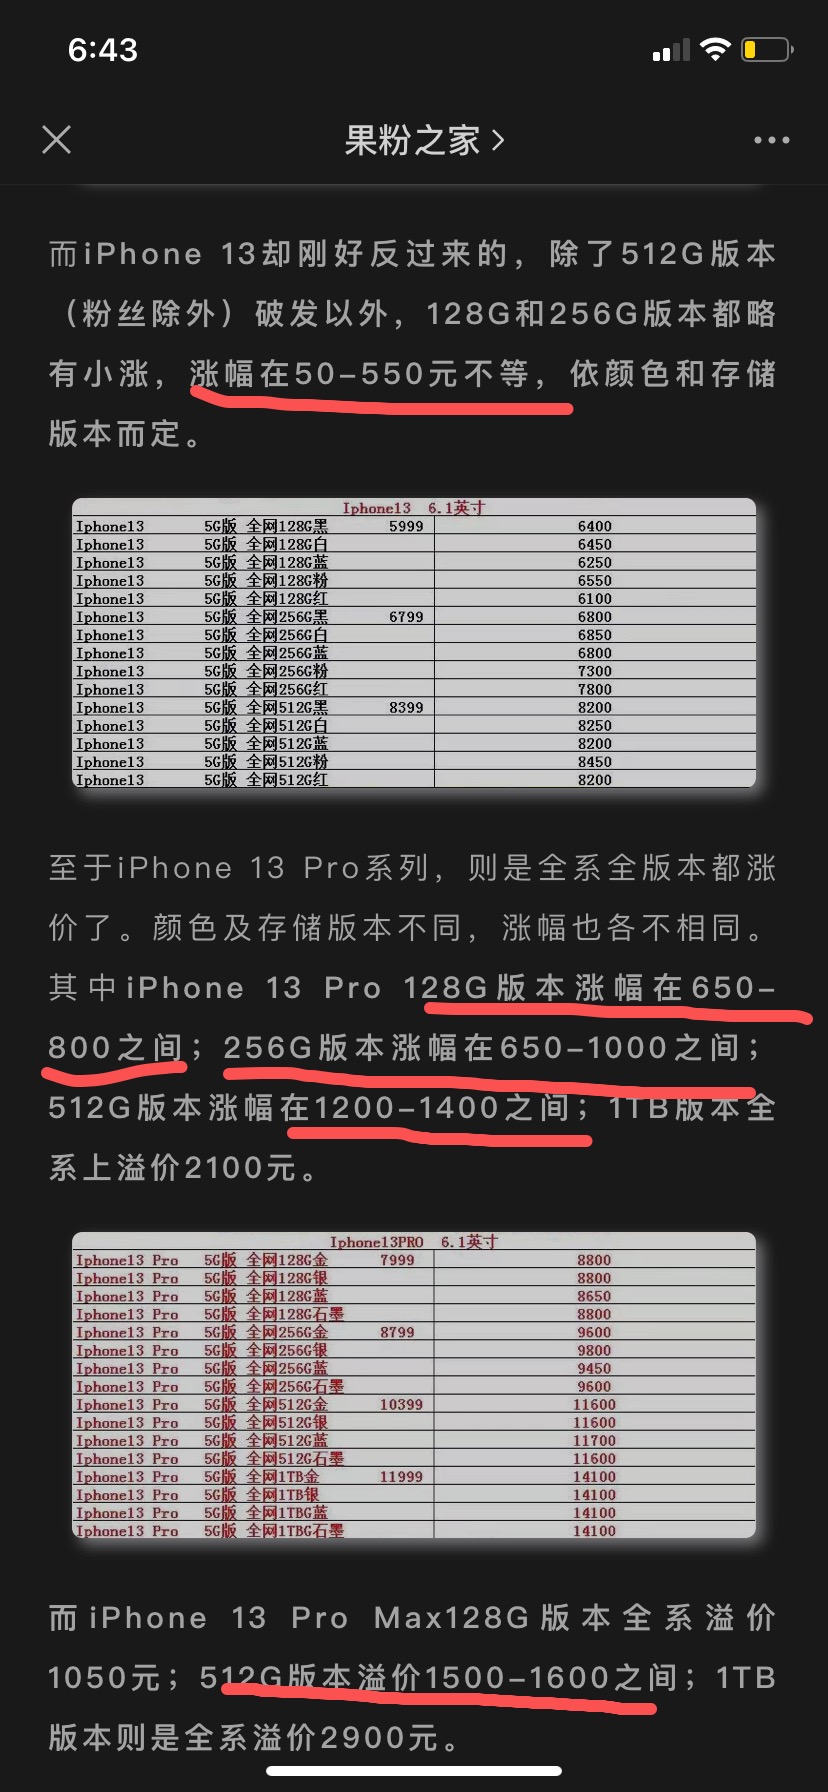 6:43
果粉之家
而iPhone 13却刚好反过来的，除了512G版本
（粉丝除外）破发以外，128G和256G版本都略
有小涨，涨幅在50-550元不等，依颜色和存储
版本而定。
Iphone13 6.1英寸
Iphone13 5G版 全网128G黑 5999 6400
Iphone13 5G版 全网128G白 6450
Iphone13 5G版 全网128G蓝 6250
Iphone13 5G版 全网128G粉 6550
Iphone13 5G版 全网128G红 6100
Iphone13 5G版 全网256G黑 6799 6800
Iphone13 5G版 全网256G白 6850
Iphone13 5G版 全网256G蓝 6800
Iphone13 5G版 全网256G粉 7300
Iphone13 5G版 全网256G红 7800
Iphone13 5G版 全网512G黑 8399 8200
Iphone13 5G版 全网512G白 8250
Iphone13 5G版 全网512G蓝 8200
Iphone13 5G版 全网512G粉 8450
Iphone13 5G版 全网512G红 8200
至于iPhone 13 Pro系列，则是全系全版本都涨
价了。颜色及存储版本不同，涨幅也各不相同。
其中iPhone 13 Pro 128G版本涨幅在650-
800之间；256G版本涨幅在650-1000之间；
512G版本涨幅在1200-1400之间；1TB版本全
系上溢价2100元。
Iphone13PRO 6.1英寸
Iphone13 Pro 5G版 全网128G金 7999 8800
Iphone13 Pro 5G版 全网128G银 8800
Iphone13 Pro 5G版 全网128G蓝 8650
Iphone13 Pro 5G版 全网128G石墨 8800
Iphone13 Pro 5G版 全网256G金 8799 9600
Iphone13 Pro 5G版 全网256G银 9800
Iphone13 Pro 5G版 全网256G蓝 9450
Iphone13 Pro 5G版 全网256G石墨 9600
Iphone13 Pro 5G版 全网512G金 10399 11600
Iphone13 Pro 5G版 全网512G银 11600
Iphone13 Pro 5G版 全网512G蓝 11700
Iphone13 Pro 5G版 全网512G石墨 11600
Iphone13 Pro 5G版 全网1TB金 11999 14100
Iphone13 Pro 5G版 全网1TB银 14100
Iphone13 Pro 5G版 全网1TBG蓝 14100
Iphone13 Pro 5G版 全网1TBG石墨 14100
而iPhone 13 Pro Max128G版本全系溢价
1050元；512G版本溢价1500-1600之间；1TB
版本则是全系溢价2900元。